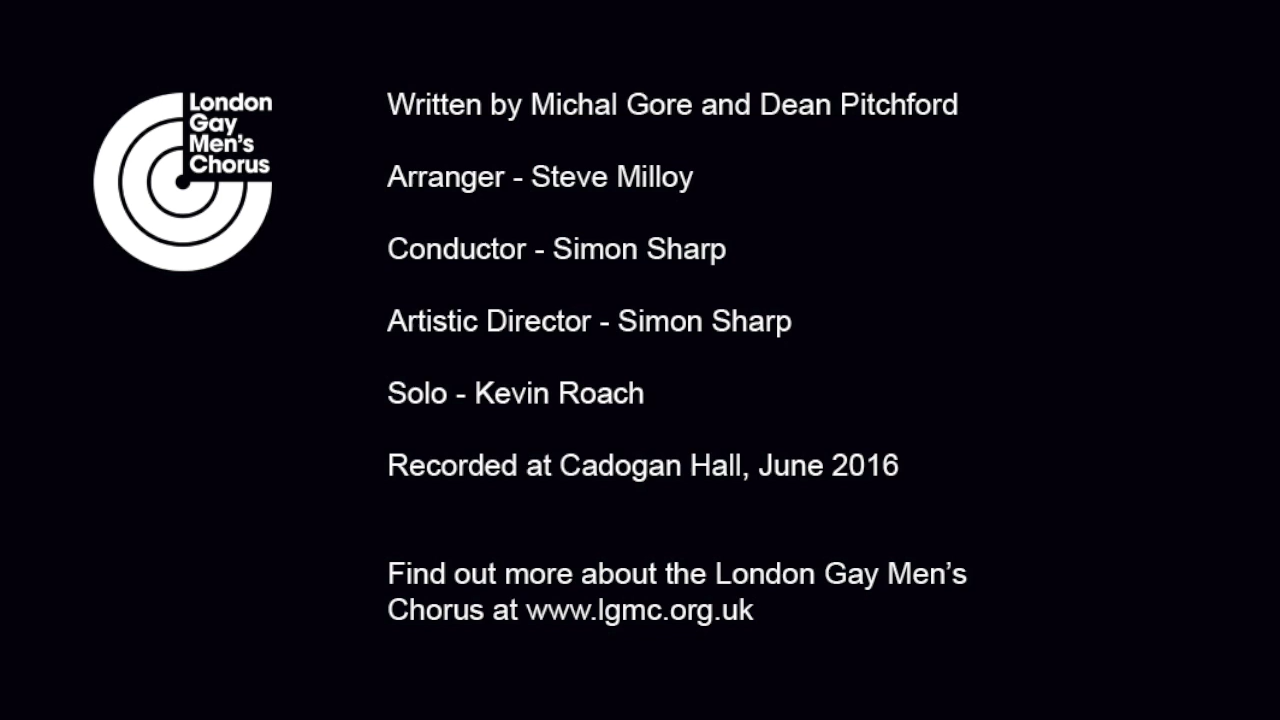 London
Gay
Men's
Chorus
Written by Michal Gore and Dean Pitchford
Arranger - Steve Milloy
Conductor - Simon Sharp
Artistic Director - Simon Sharp
Solo - Kevin Roach
Recorded at Cadogan Hall, June 2016
Find out more about the London Gay Men’s
Chorus at www.lgmc.org.uk